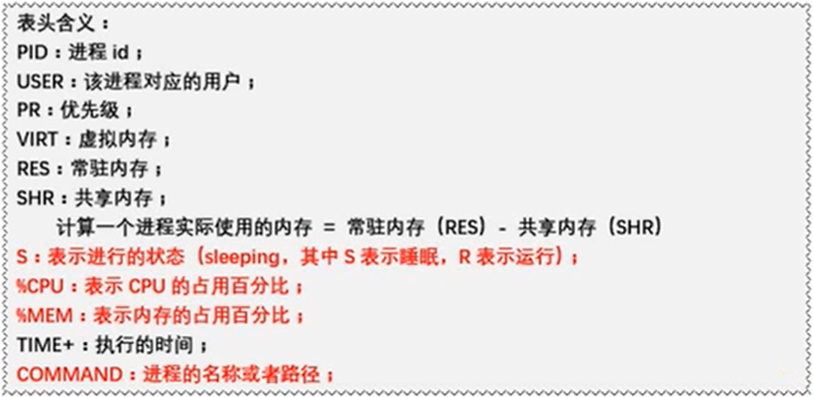 表头含义：
PID：进程 id；
USER：该进程对应的用户；
PR：优先级；
VIRT：虚拟内存；
RES：常驻内存；
SHR：共享内存；
计算一个进程实际使用的内存 = 常驻内存（RES）- 共享内存（SHR）
S：表示进行的状态（sleeping，其中 S 表示睡眠，R 表示运行）；
%CPU：表示 CPU 的占用百分比；
%MEM：表示内存的占用百分比；
TIME+：执行的时间；
COMMAND：进程的名称或者路径；